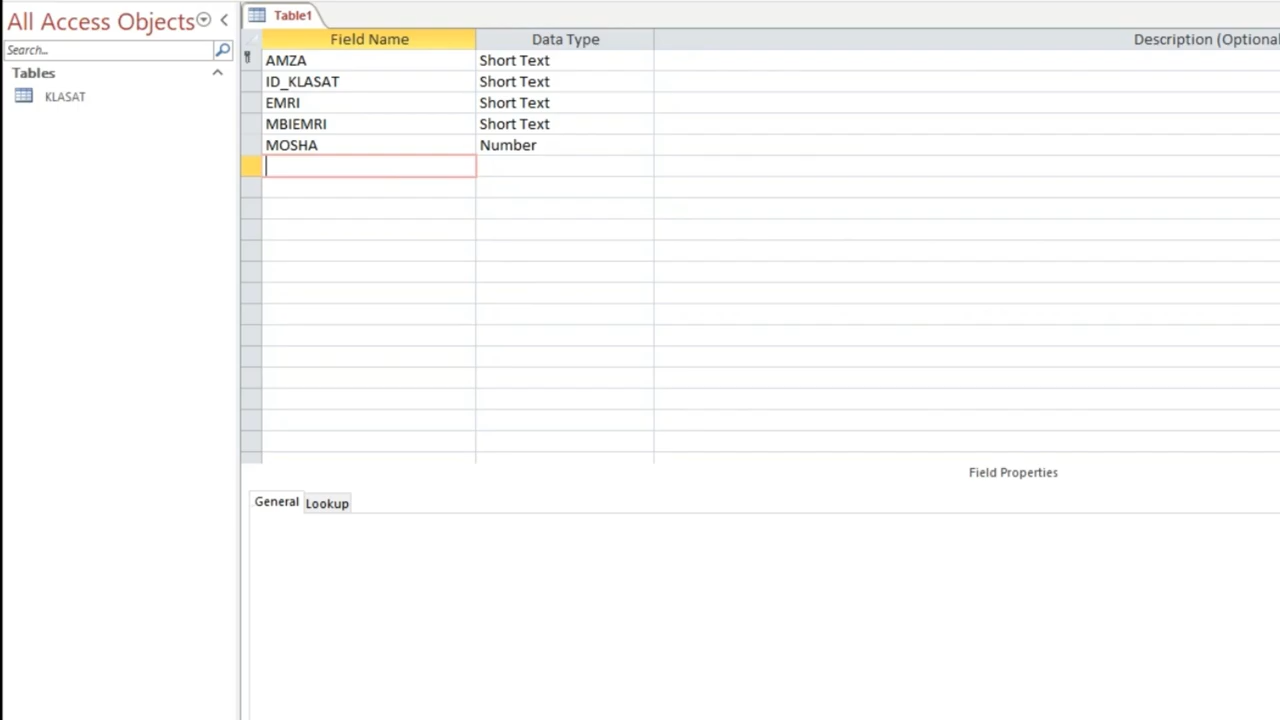 All Access Objects
Search...
Tables
KLASAT
Table1
Field Name Data Type Description (Optional
AMZA Short Text
ID_KLASAT Short Text
EMRI Short Text
MBIEMRI Short Text
MOSHA Number
Field Properties
General Lookup